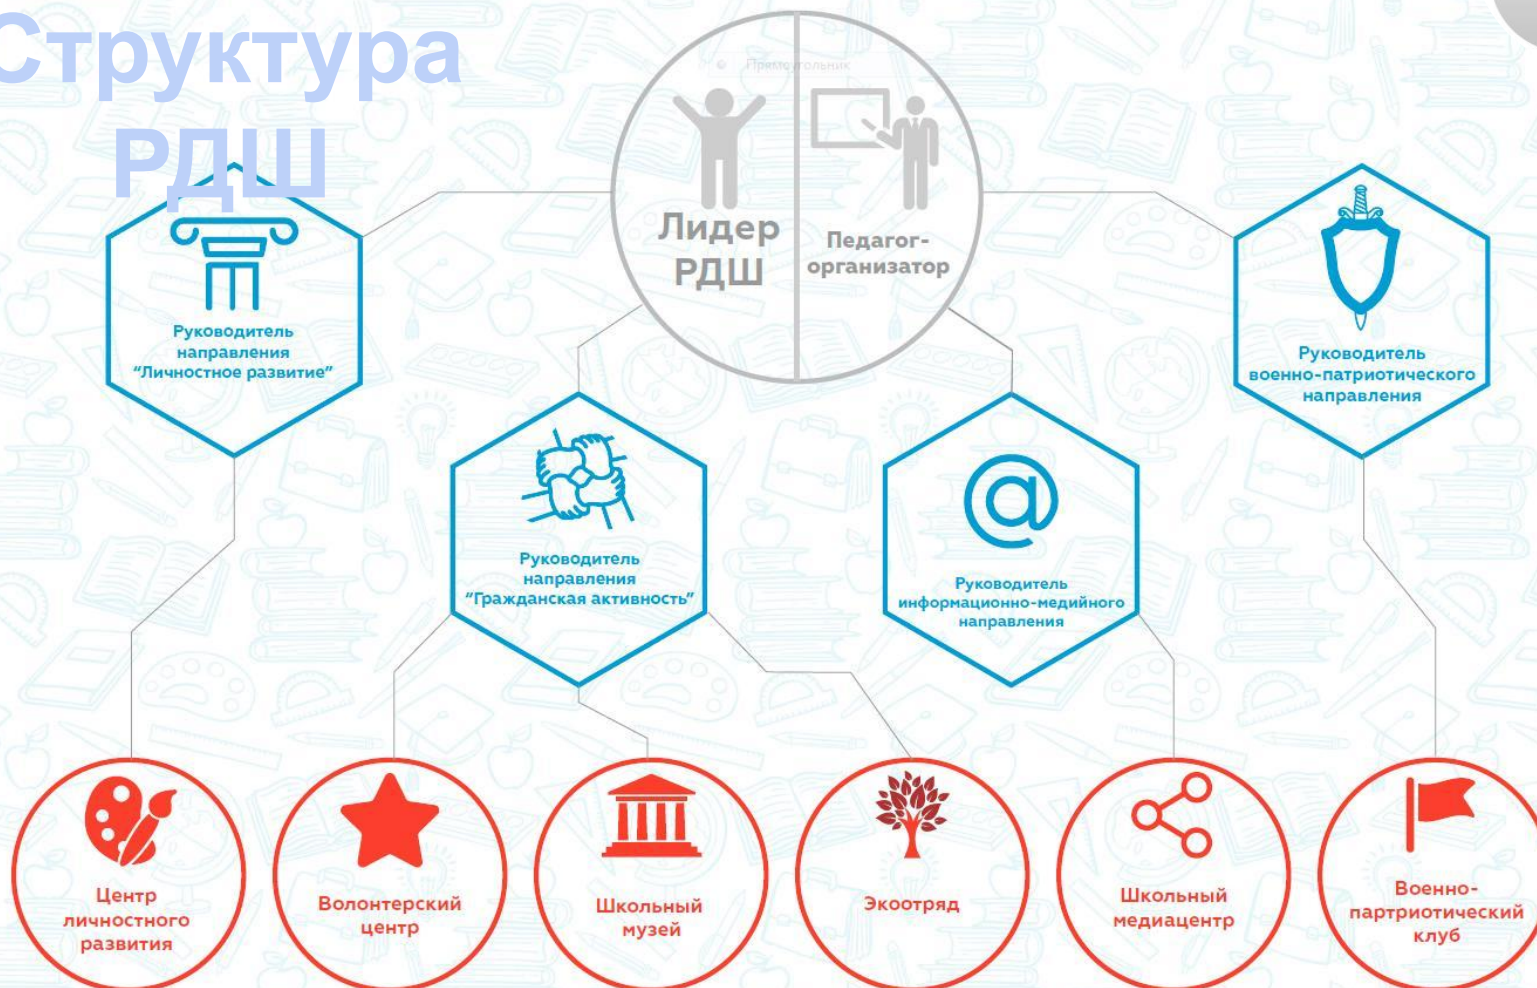 Структура
РДШ
Прямоугольник
Лидер
РДШ
Педагог-
организатор
Руководитель
направления
“Личностное развитие”
Руководитель
военно-патриотического
направления
Руководитель
направления
“Гражданская активность”
Руководитель
информационно-медийного
направления
Центр
личностного
развития
Волонтерский
центр
Школьный
музей
Экоотряд
Школьный
медиацентр
Военно-
партриотический
клуб